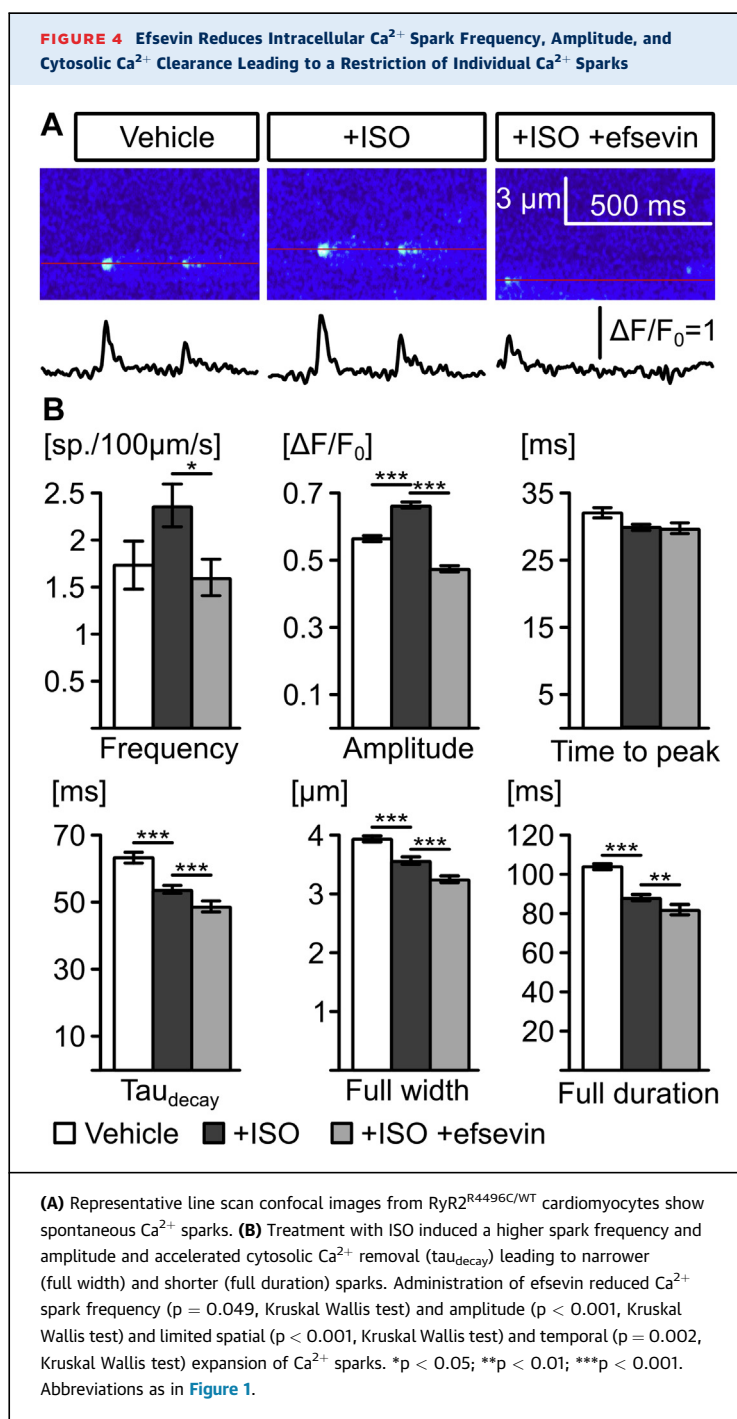 FIGURE 4 Efsevin Reduces Intracellular Ca²⁺ Spark Frequency, Amplitude, and
Cytosolic Ca²⁺ Clearance Leading to a Restriction of Individual Ca²⁺ Sparks
A
Vehicle
+ISO
+ISO +efsevin
3 µm
500 ms
ΔF/F₀=1
B
[sp./100µm/s]
2.5
2
1.5
1
0.5
*
Frequency
[ΔF/F₀]
0.7
0.5
0.3
0.1
*** ***
Amplitude
[ms]
35
25
15
5
Time to peak
[ms]
70
50
30
10
***
***
Tau_decay
[µm]
4
3
2
1
***
***
Full width
[ms]
120
100
80
60
40
20
***
**
Full duration
Vehicle +ISO +ISO +efsevin
(A) Representative line scan confocal images from RyR2^R4496C/WT cardiomyocytes show
spontaneous Ca²⁺ sparks. (B) Treatment with ISO induced a higher spark frequency and
amplitude and accelerated cytosolic Ca²⁺ removal (tau_decay) leading to narrower
(full width) and shorter (full duration) sparks. Administration of efsevin reduced Ca²⁺
spark frequency (p = 0.049, Kruskal Wallis test) and amplitude (p < 0.001, Kruskal
Wallis test) and limited spatial (p < 0.001, Kruskal Wallis test) and temporal (p = 0.002,
Kruskal Wallis test) expansion of Ca²⁺ sparks. *p < 0.05; **p < 0.01; ***p < 0.001.
Abbreviations as in Figure 1.